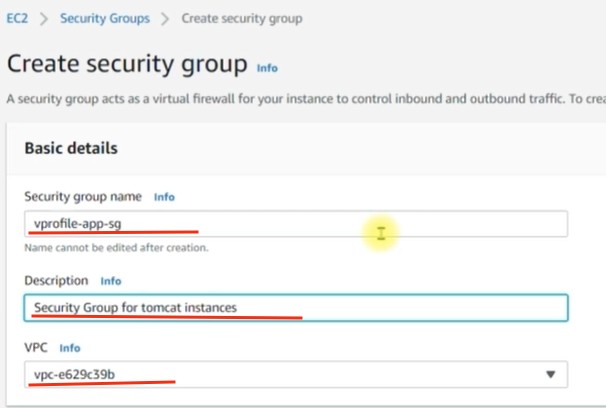 EC2 > Security Groups > Create security group
Create security group Info
A security group acts as a virtual firewall for your instance to control inbound and outbound traffic. To
Basic details
Security group name Info
vprofile-app-sg
Name cannot be edited after creation.
Description Info
Security Group for tomcat instances
VPC Info
vpc-e629c39b